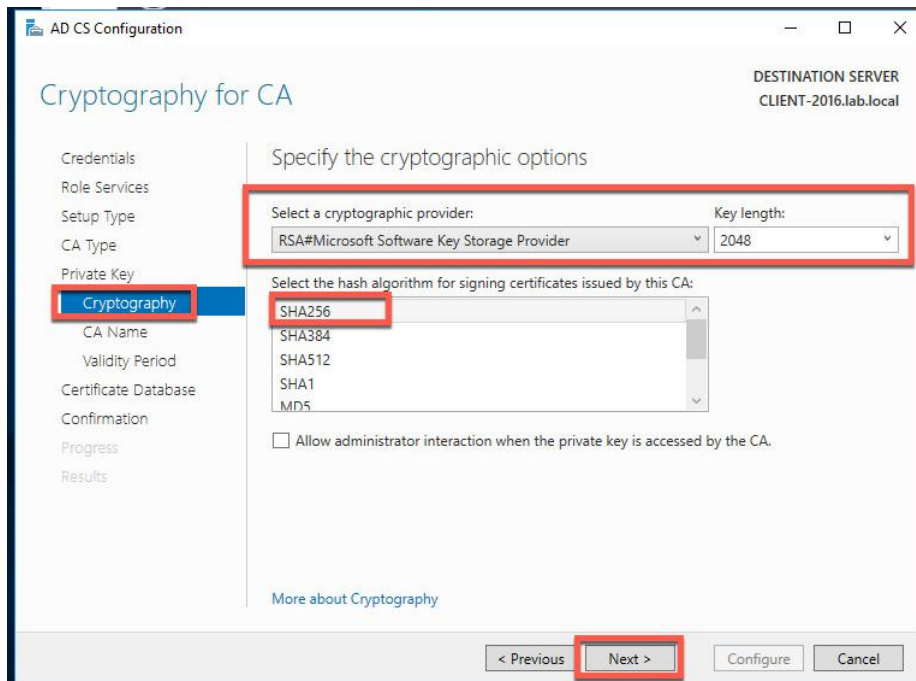 AD CS Configuration
Cryptography for CA
DESTINATION SERVER
CLIENT-2016.lab.local
Credentials
Role Services
Setup Type
CA Type
Private Key
Cryptography
CA Name
Validity Period
Certificate Database
Confirmation
Progress
Results
Specify the cryptographic options
Select a cryptographic provider:
Key length:
RSA#Microsoft Software Key Storage Provider
2048
Select the hash algorithm for signing certificates issued by this CA:
SHA256
SHA384
SHA512
SHA1
MD5
Allow administrator interaction when the private key is accessed by the CA.
More about Cryptography
< Previous
Next >
Configure
Cancel